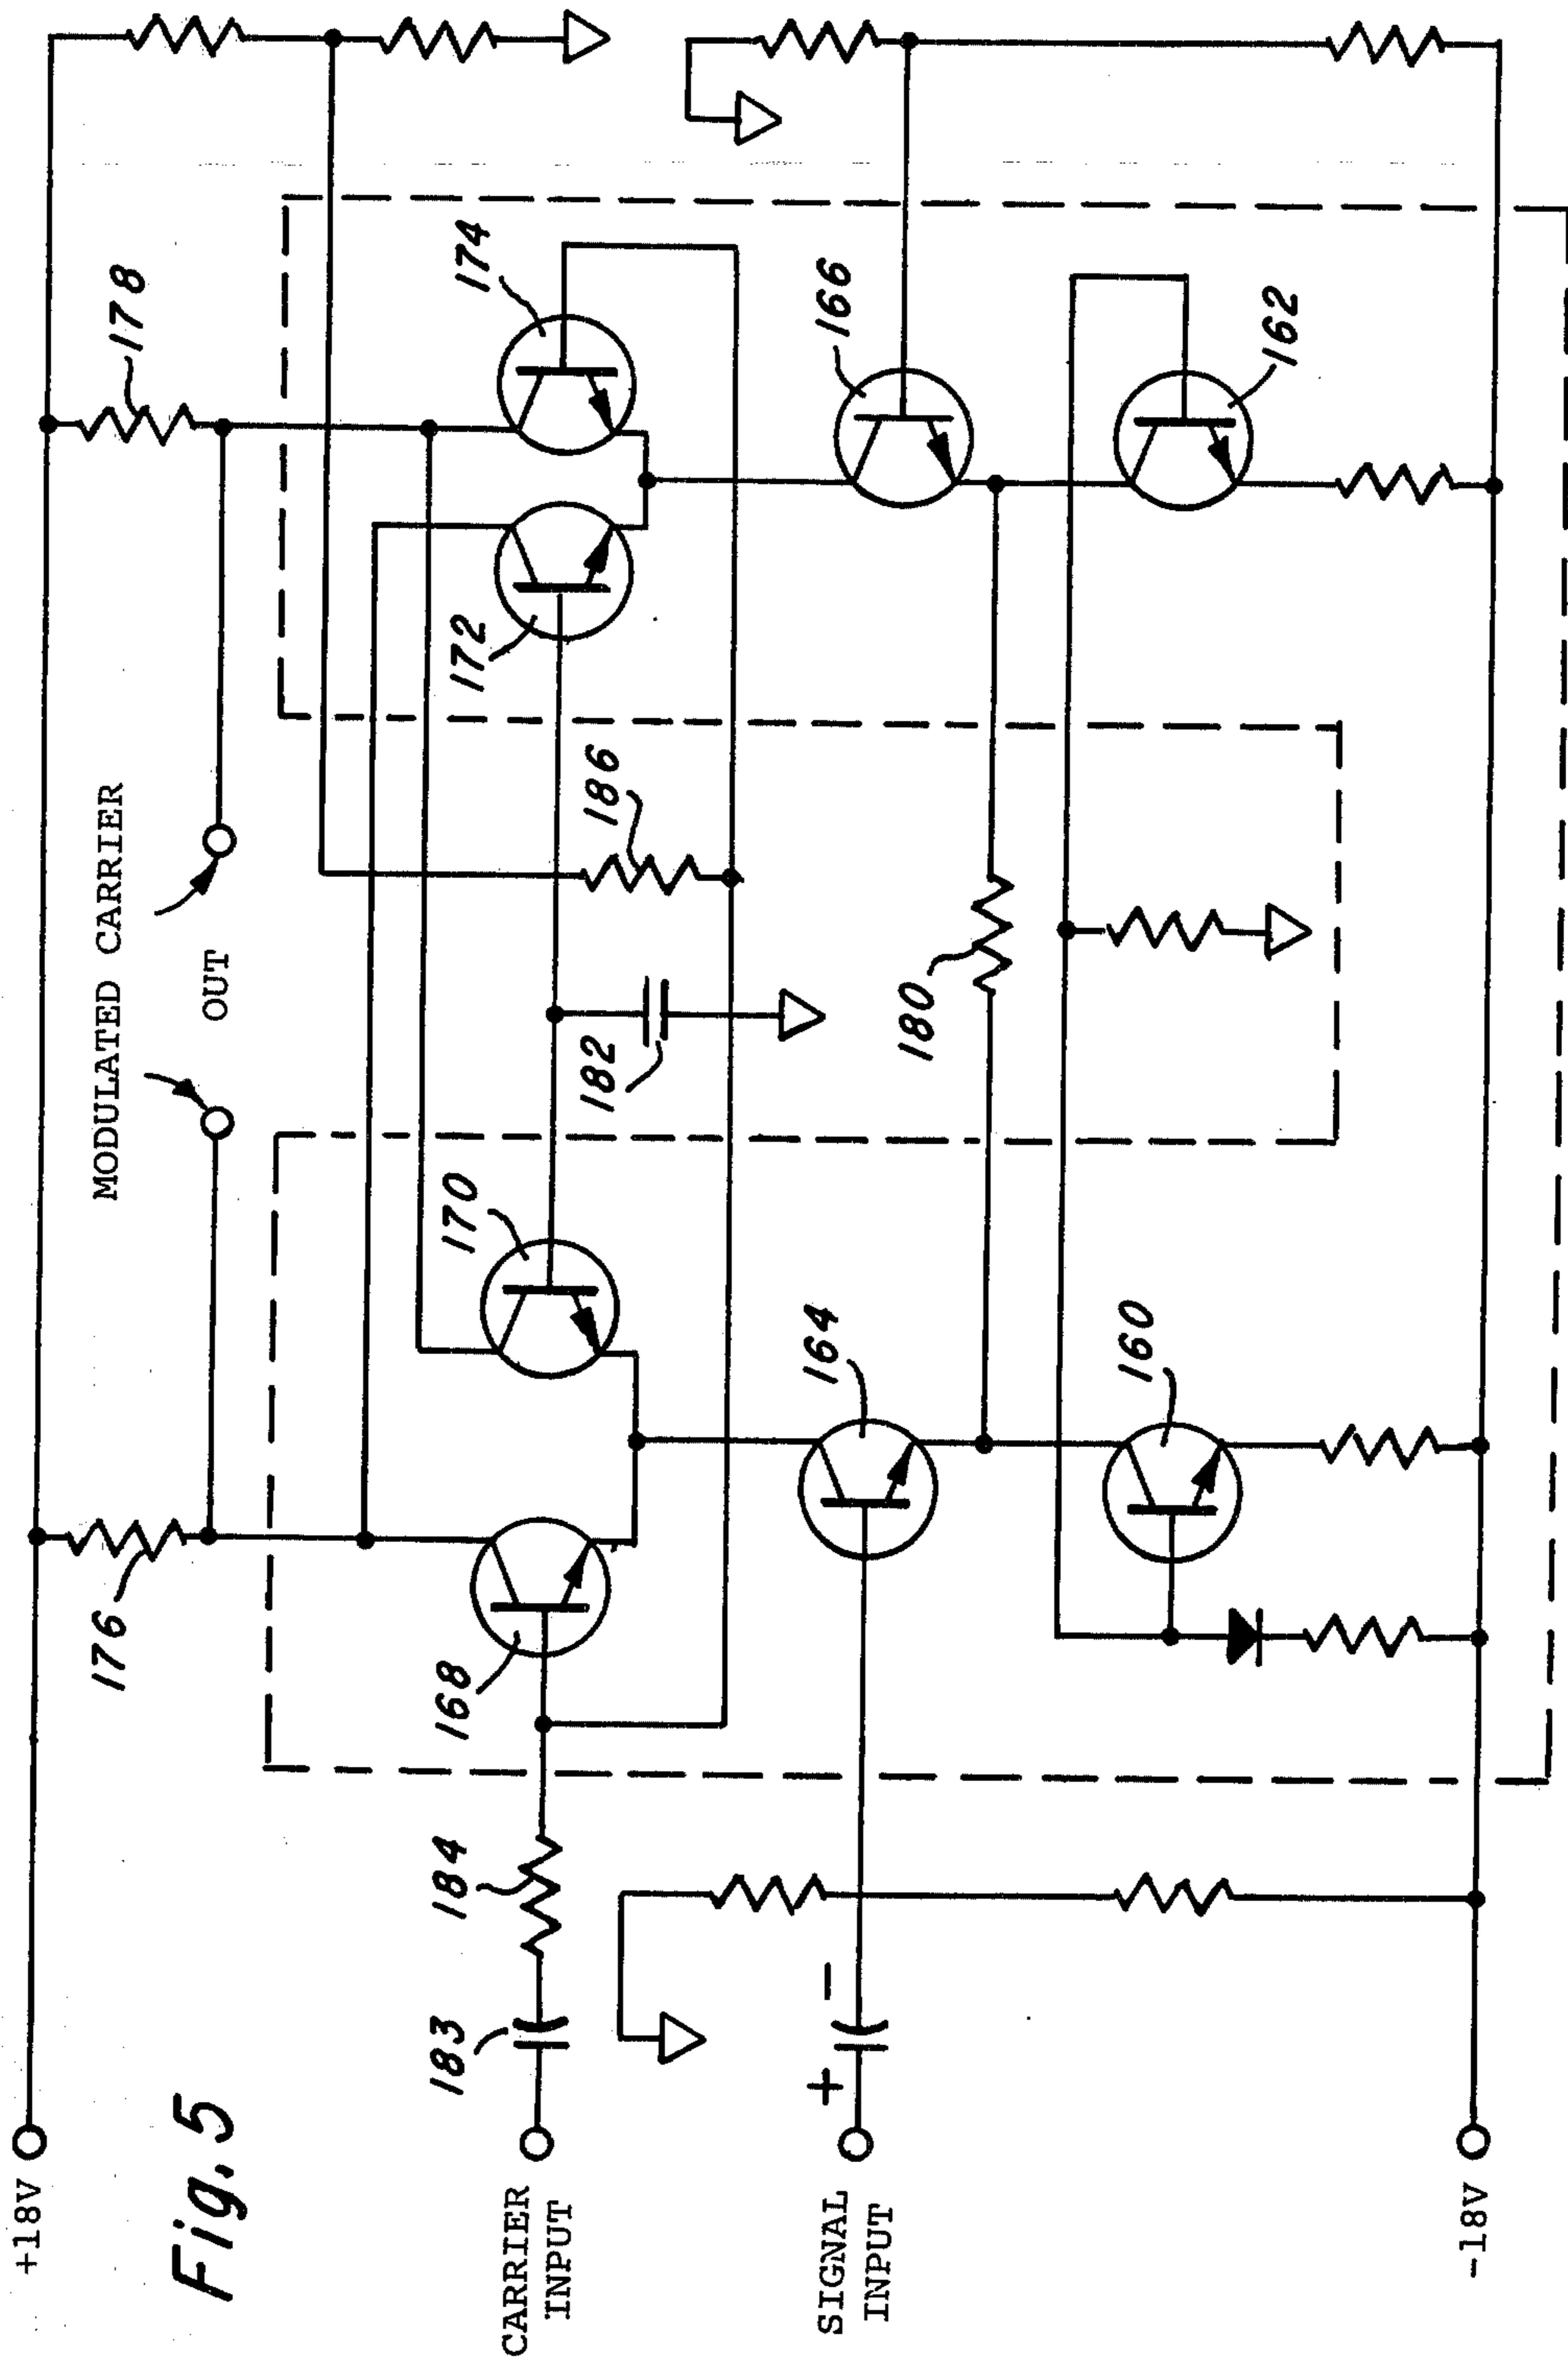 +18V
Fig. 5
MODULATED CARRIER
OUT
176
178
CARRIER
INPUT
183
184
168
170
172
174
182
186
SIGNAL
INPUT
+
-
164
166
180
160
162
-18V